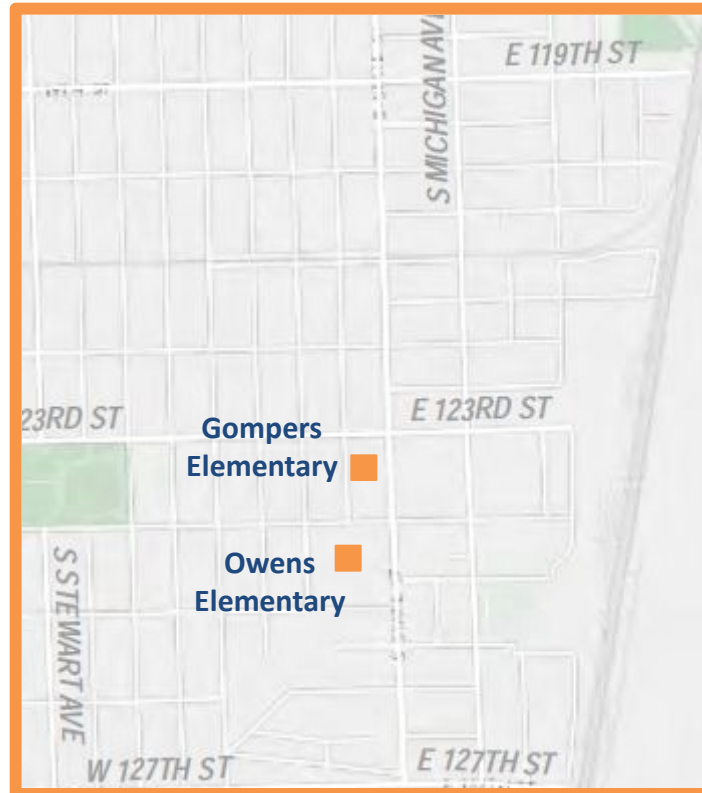 E 119TH ST
S MICHIGAN AVE
23RD ST
E 123RD ST
Gompers
Elementary
Owens
Elementary
S STEWART AVE
W 127TH ST
E 127TH ST